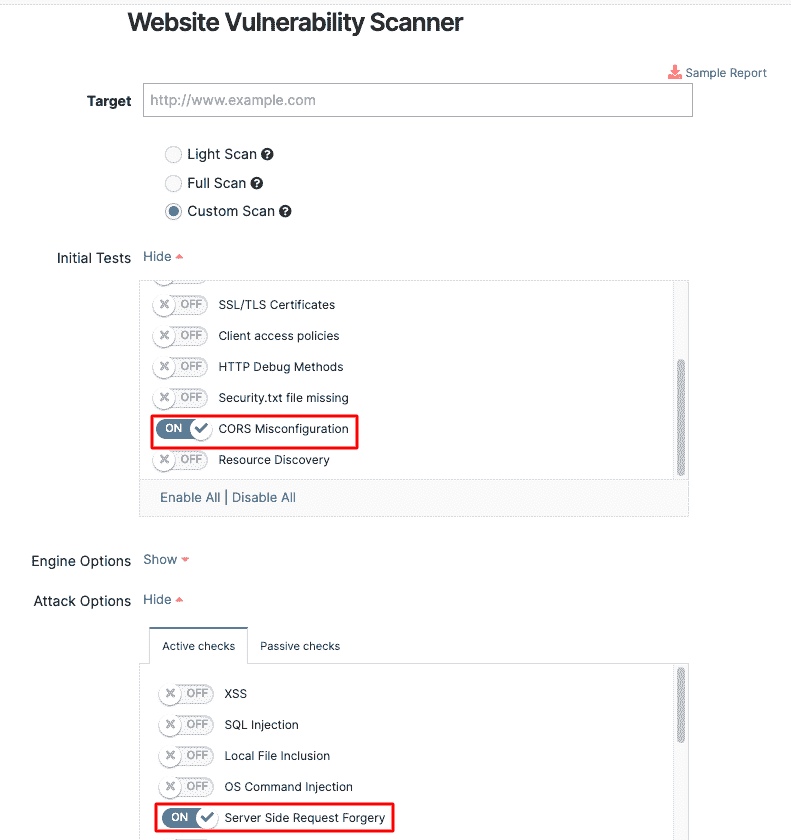 Website Vulnerability Scanner
Sample Report
Target http://www.example.com
Light Scan ?
Full Scan ?
Custom Scan ?
Initial Tests Hide
OFF SSL/TLS Certificates
OFF Client access policies
OFF HTTP Debug Methods
OFF Security.txt file missing
ON CORS Misconfiguration
OFF Resource Discovery
Enable All | Disable All
Engine Options Show
Attack Options Hide
Active checks Passive checks
OFF XSS
OFF SQL Injection
OFF Local File Inclusion
OFF OS Command Injection
ON Server Side Request Forgery